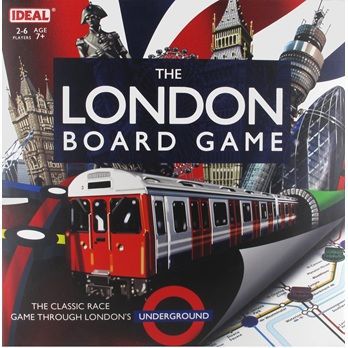 IDEAL
2-6 AGE
PLAYERS 7+
THE
LONDON
BOARD GAME
THE CLASSIC RACE
GAME THROUGH LONDON'S UNDERGROUND